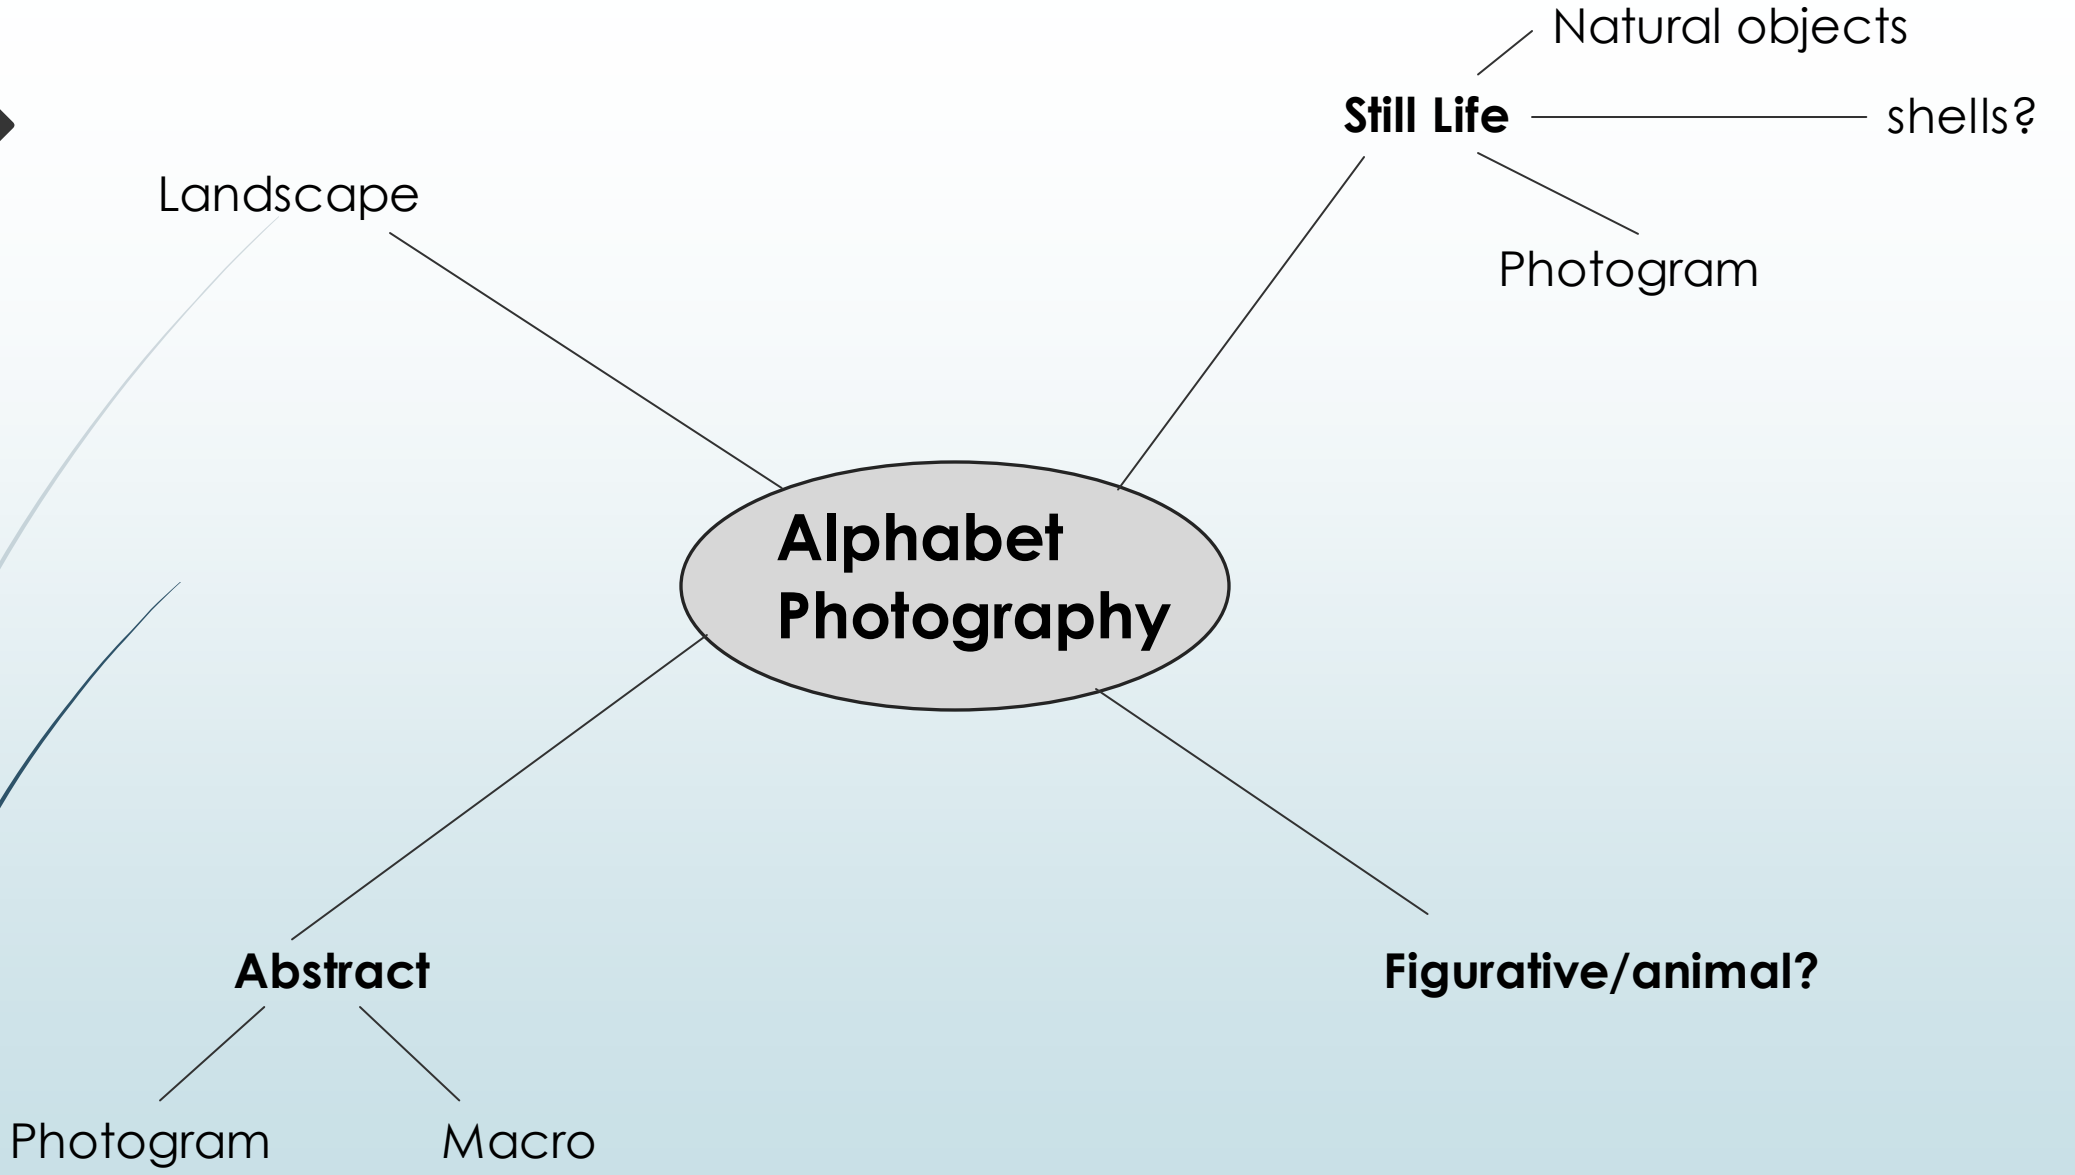 Natural objects
Still Life
shells?
Landscape
Photogram
Alphabet
Photography
Abstract
Figurative/animal?
Photogram
Macro